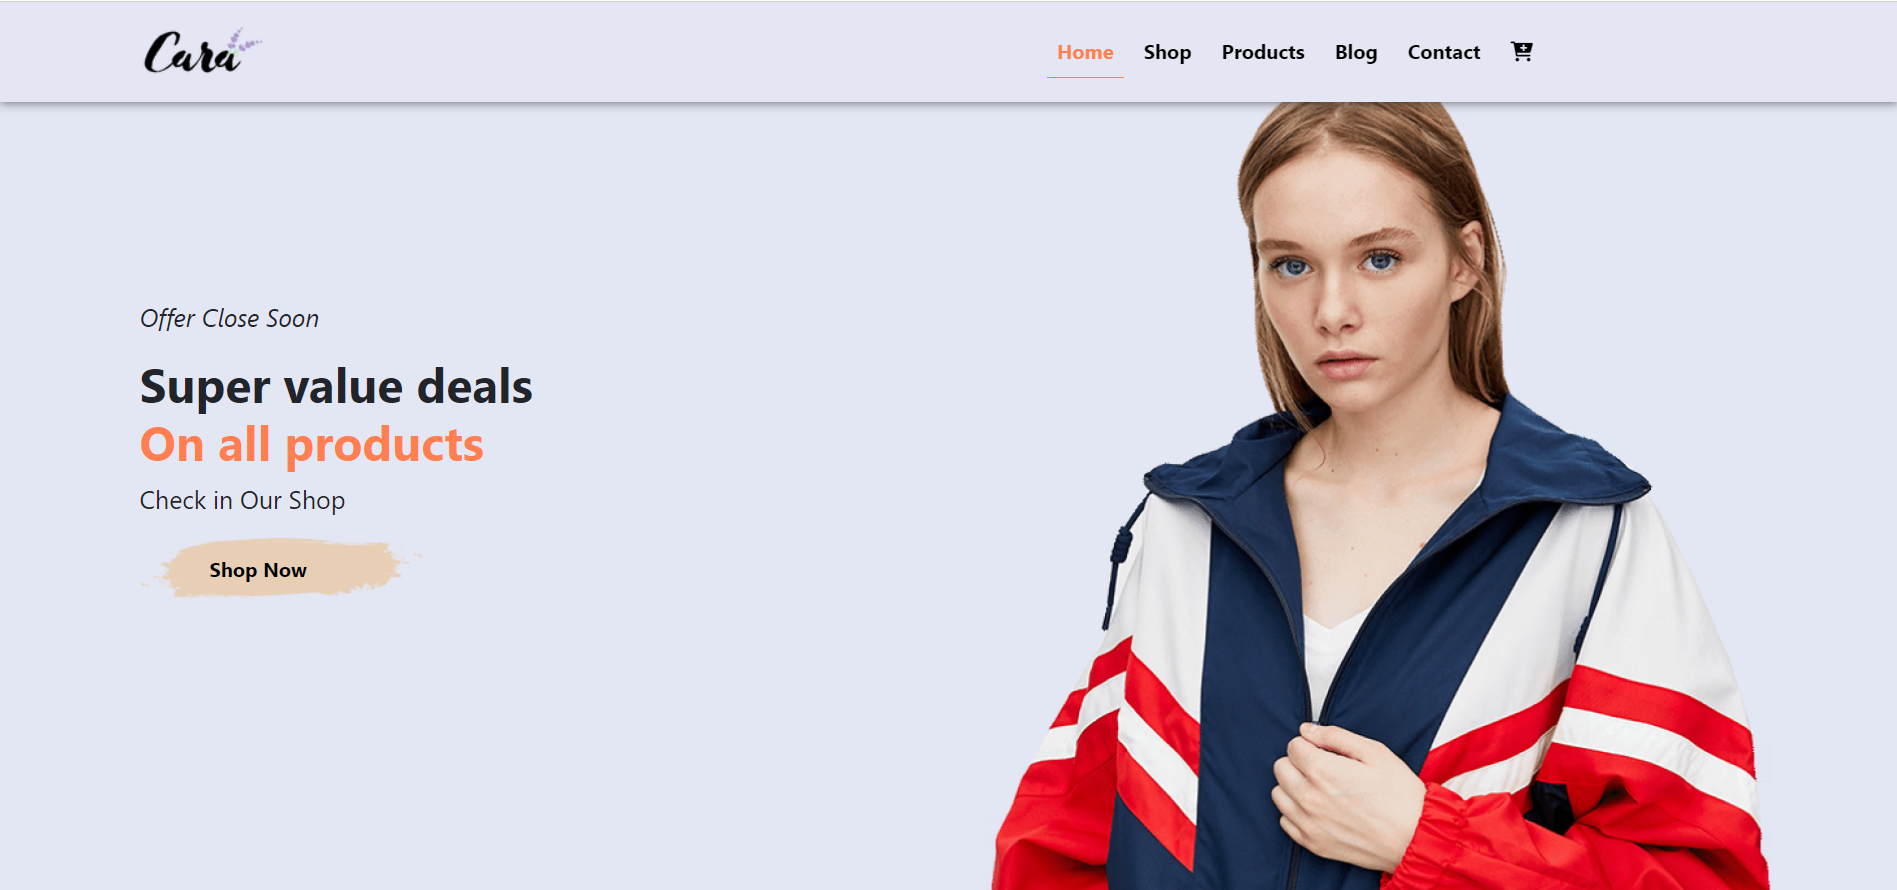 Cara
Home Shop Products Blog Contact
Offer Close Soon
Super value deals
On all products
Check in Our Shop
Shop Now